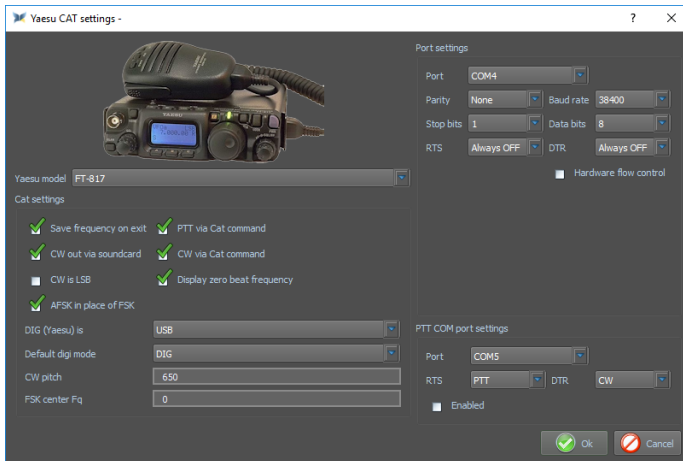 Yaesu CAT settings -
YAESU
Yaesu model FT-817
Cat settings
Save frequency on exit PTT via Cat command
CW out via soundcard CW via Cat command
CW is LSB Display zero beat frequency
AFSK in place of FSK
DIG (Yaesu) is USB
Default digi mode DIG
CW pitch 650
FSK center Fq 0
Port settings
Port COM4
Parity None Baud rate 38400
Stop bits 1 Data bits 8
RTS Always OFF DTR Always OFF
Hardware flow control
PTT COM port settings
Port COM5
RTS PTT DTR CW
Enabled
Ok Cancel